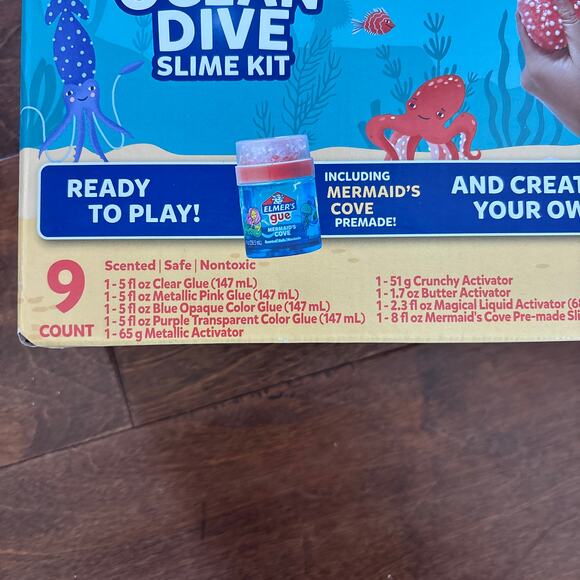 OCEAN
DIVE
SLIME KIT
READY
TO PLAY!
ELMER'S
gue
MERMAID'S
COVE
INCLUDING
MERMAID'S
COVE
PREMADE!
AND CREAT
YOUR OW
9
COUNT
Scented | Safe | Nontoxic
1 - 5 fl oz Clear Glue (147 mL)
1 - 5 fl oz Metallic Pink Glue (147 mL)
1 - 5 fl oz Blue Opaque Color Glue (147 mL)
1 - 5 fl oz Purple Transparent Color Glue (147 mL)
1 - 65 g Metallic Activator
1 - 51 g Crunchy Activator
1 - 1.7 oz Butter Activator
1 - 2.3 fl oz Magical Liquid Activator (6
1 - 8 fl oz Mermaid's Cove Pre-made Sli